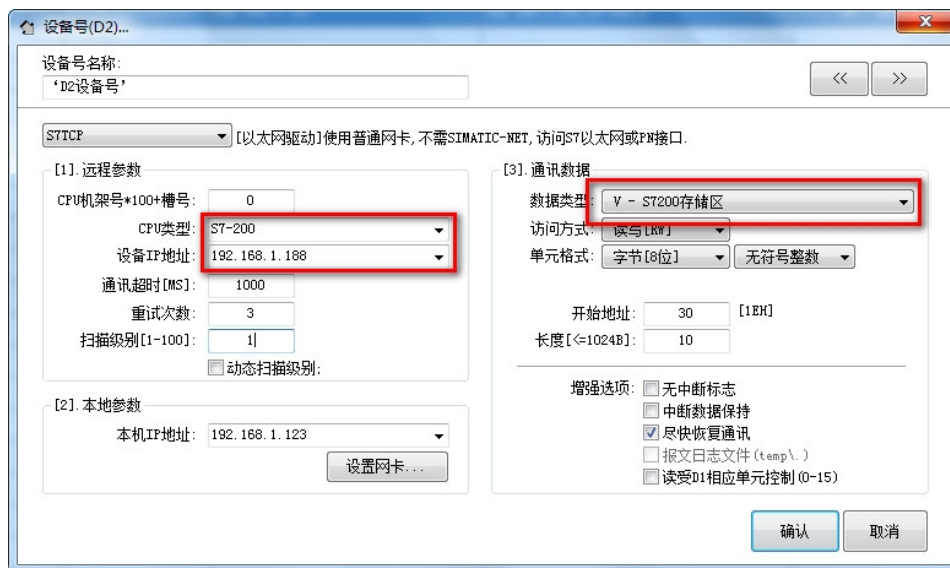 设备号(D2)...
设备号名称:
‘D2设备号’
<<
>>
S7TCP
[以太网驱动]使用普通网卡,不需SIMATIC-NET,访问S7以太网或PN接口.
[1].远程参数
CPU机架号*100+槽号: 0
CPU类型: S7-200
设备IP地址: 192.168.1.188
通讯超时[MS]: 1000
重试次数: 3
扫描级别[1-100]: 1
动态扫描级别;
[2].本地参数
本机IP地址: 192.168.1.123
设置网卡...
[3].通讯数据
数据类型: V - S7200存储区
访问方式: 读写[RW]
单元格式: 字节[8位] 无符号整数
开始地址: 30 [1EH]
长度[<=1024B]: 10
增强选项: 无中断标志
中断数据保持
尽快恢复通讯
报文日志文件(temp\.)
读受D1相应单元控制(0-15)
确认
取消